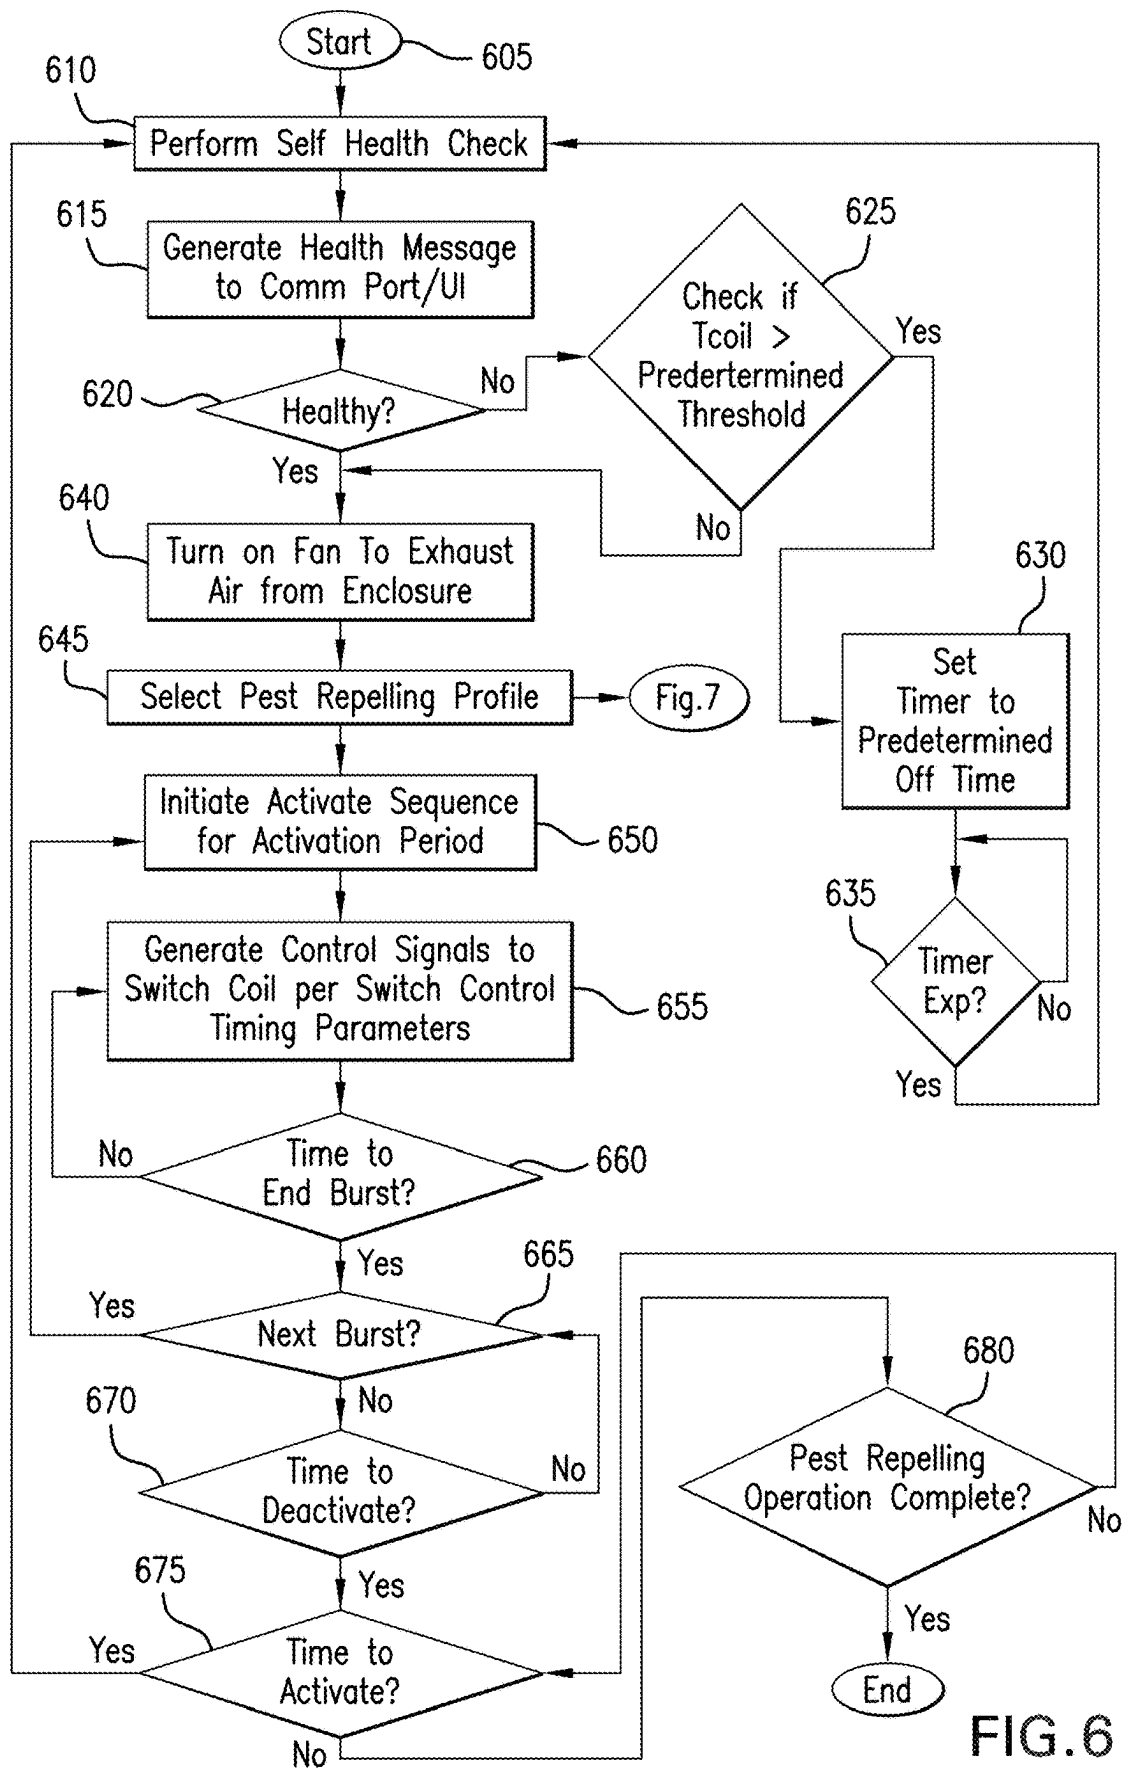 Start
605
610
Perform Self Health Check
615
Generate Health Message
to Comm Port/UI
625
Check if
Tcoil >
Predertermined
Threshold
Yes
No
620
Healthy?
No
Yes
640
Turn on Fan To Exhaust
Air from Enclosure
630
Set
Timer to
Predetermined
Off Time
645
Select Pest Repelling Profile
Fig.7
Initiate Activate Sequence
for Activation Period
650
635
Timer
Exp?
No
Yes
Generate Control Signals to
Switch Coil per Switch Control
Timing Parameters
655
No
Time to
End Burst?
660
Yes
665
Yes
Next Burst?
No
670
Time to
Deactivate?
No
Yes
675
Yes
Time to
Activate?
No
680
Pest Repelling
Operation Complete?
No
Yes
End
FIG.6